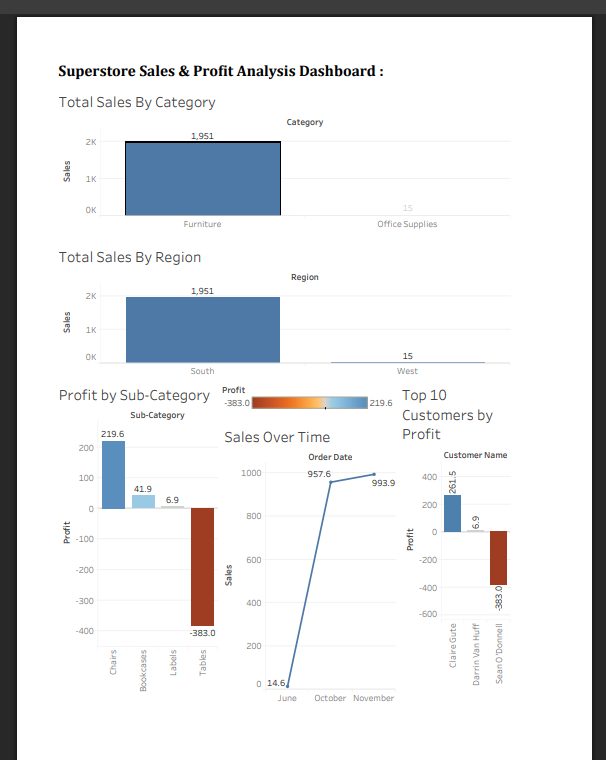 Superstore Sales & Profit Analysis Dashboard :
Total Sales By Category
Category
1,951
2K
Sales
1K
15
0K
Furniture
Office Supplies
Total Sales By Region
Region
1,951
2K
Sales
1K
15
0K
South
West
Profit by Sub-Category
Sub-Category
219.6
200
100
41.9
6.9
0
Profit
-100
-200
-300
-400
-383.0
Chairs
Bookcases
Labels
Tables
Profit
-383.0
219.6
Sales Over Time
Order Date
1000
957.6
993.9
800
600
Sales
400
200
0
14.6
June
October
November
Top 10
Customers by
Profit
Customer Name
400
261.5
200
6.9
0
Profit
-200
-400
-383.0
-600
Claire Gute
Darrin Van Huff
Sean O'Donnell